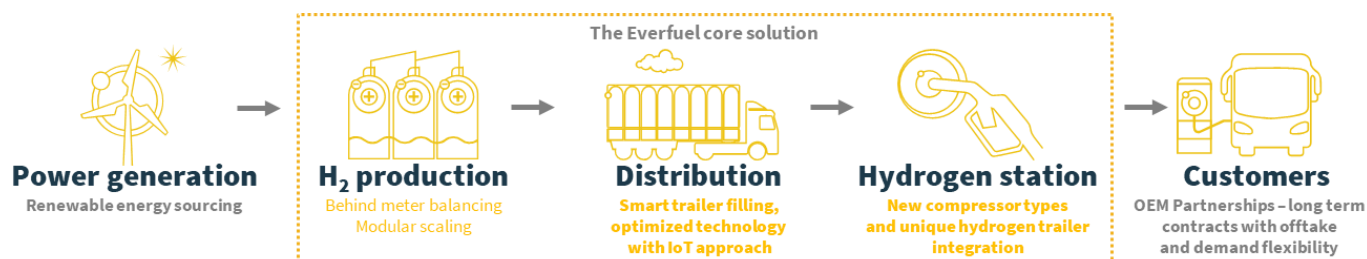 The Everfuel core solution
Power generation
Renewable energy sourcing
H₂ production
Behind meter balancing
Modular scaling
Distribution
Smart trailer filling,
optimized technology
with IoT approach
Hydrogen station
New compressor types
and unique hydrogen trailer
integration
Customers
OEM Partnerships – long term
contracts with offtake
and demand flexibility